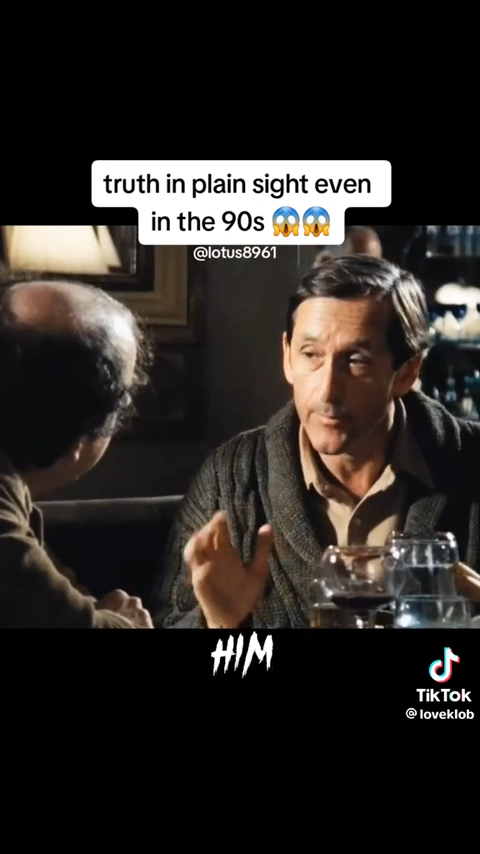 truth in plain sight even
in the 90s 😱😱
@lotus8961
HIM
TikTok
@loveklob